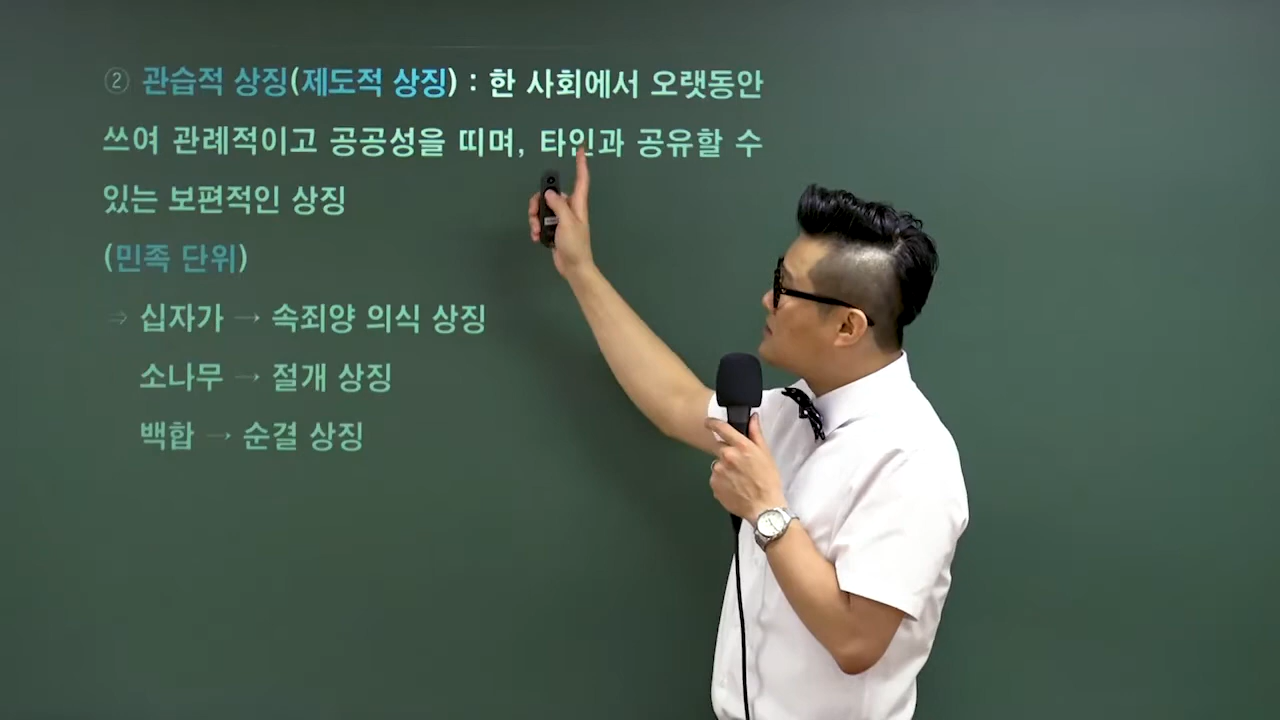 ② 관습적 상징(제도적 상징) : 한 사회에서 오랫동안
쓰여 관례적이고 공공성을 띠며, 타인과 공유할 수
있는 보편적인 상징
(민족 단위)
⇒ 십자가 → 속죄양 의식 상징
소나무 → 절개 상징
백합 → 순결 상징